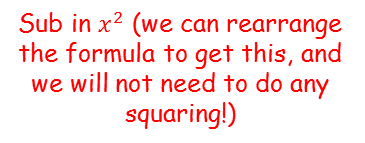 Sub in x² (we can rearrange
the formula to get this, and
we will not need to do any
squaring!)